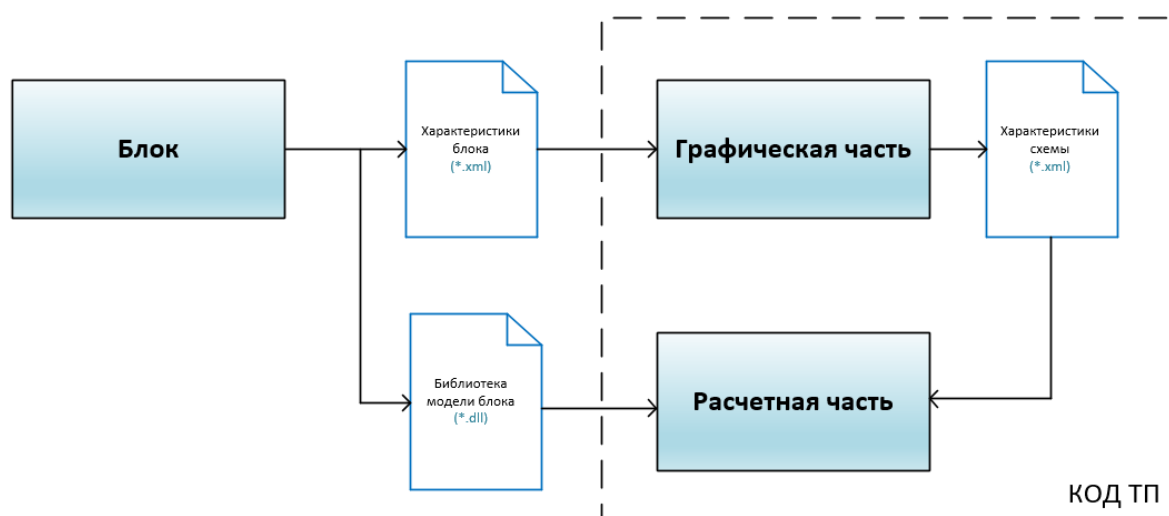 Блок
Характеристики
блока
(*.xml)
Графическая часть
Характеристики
схемы
(*.xml)
Библиотека
модели блока
(*.dll)
Расчетная часть
КОД ТП